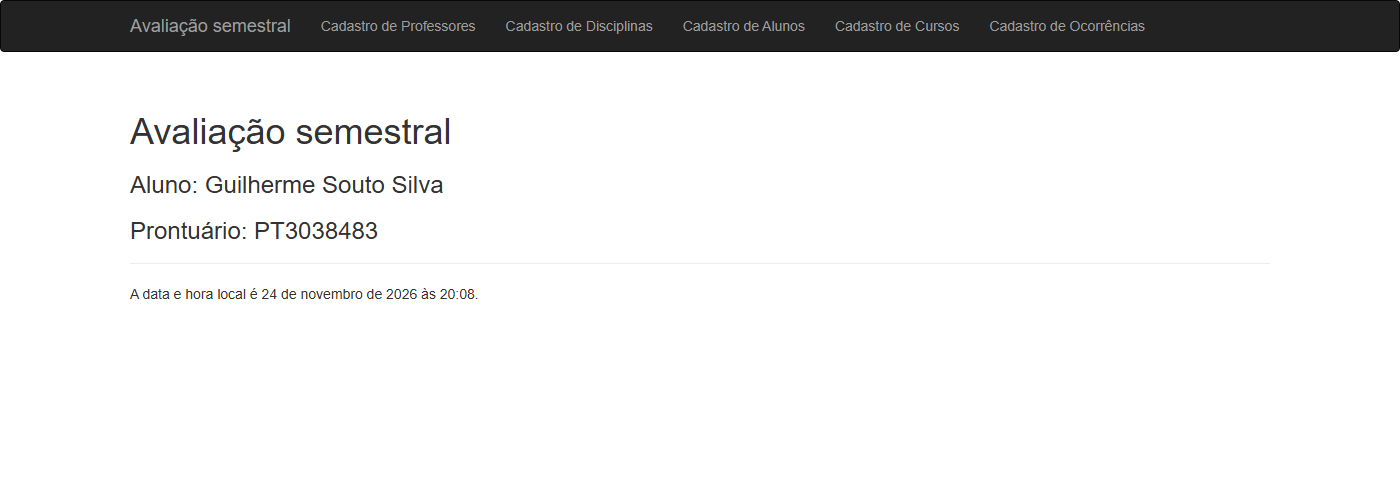 Avaliação semestral Cadastro de Professores Cadastro de Disciplinas Cadastro de Alunos Cadastro de Cursos Cadastro de Ocorrências
Avaliação semestral
Aluno: Guilherme Souto Silva
Prontuário: PT3038483
A data e hora local é 24 de novembro de 2026 às 20:08.